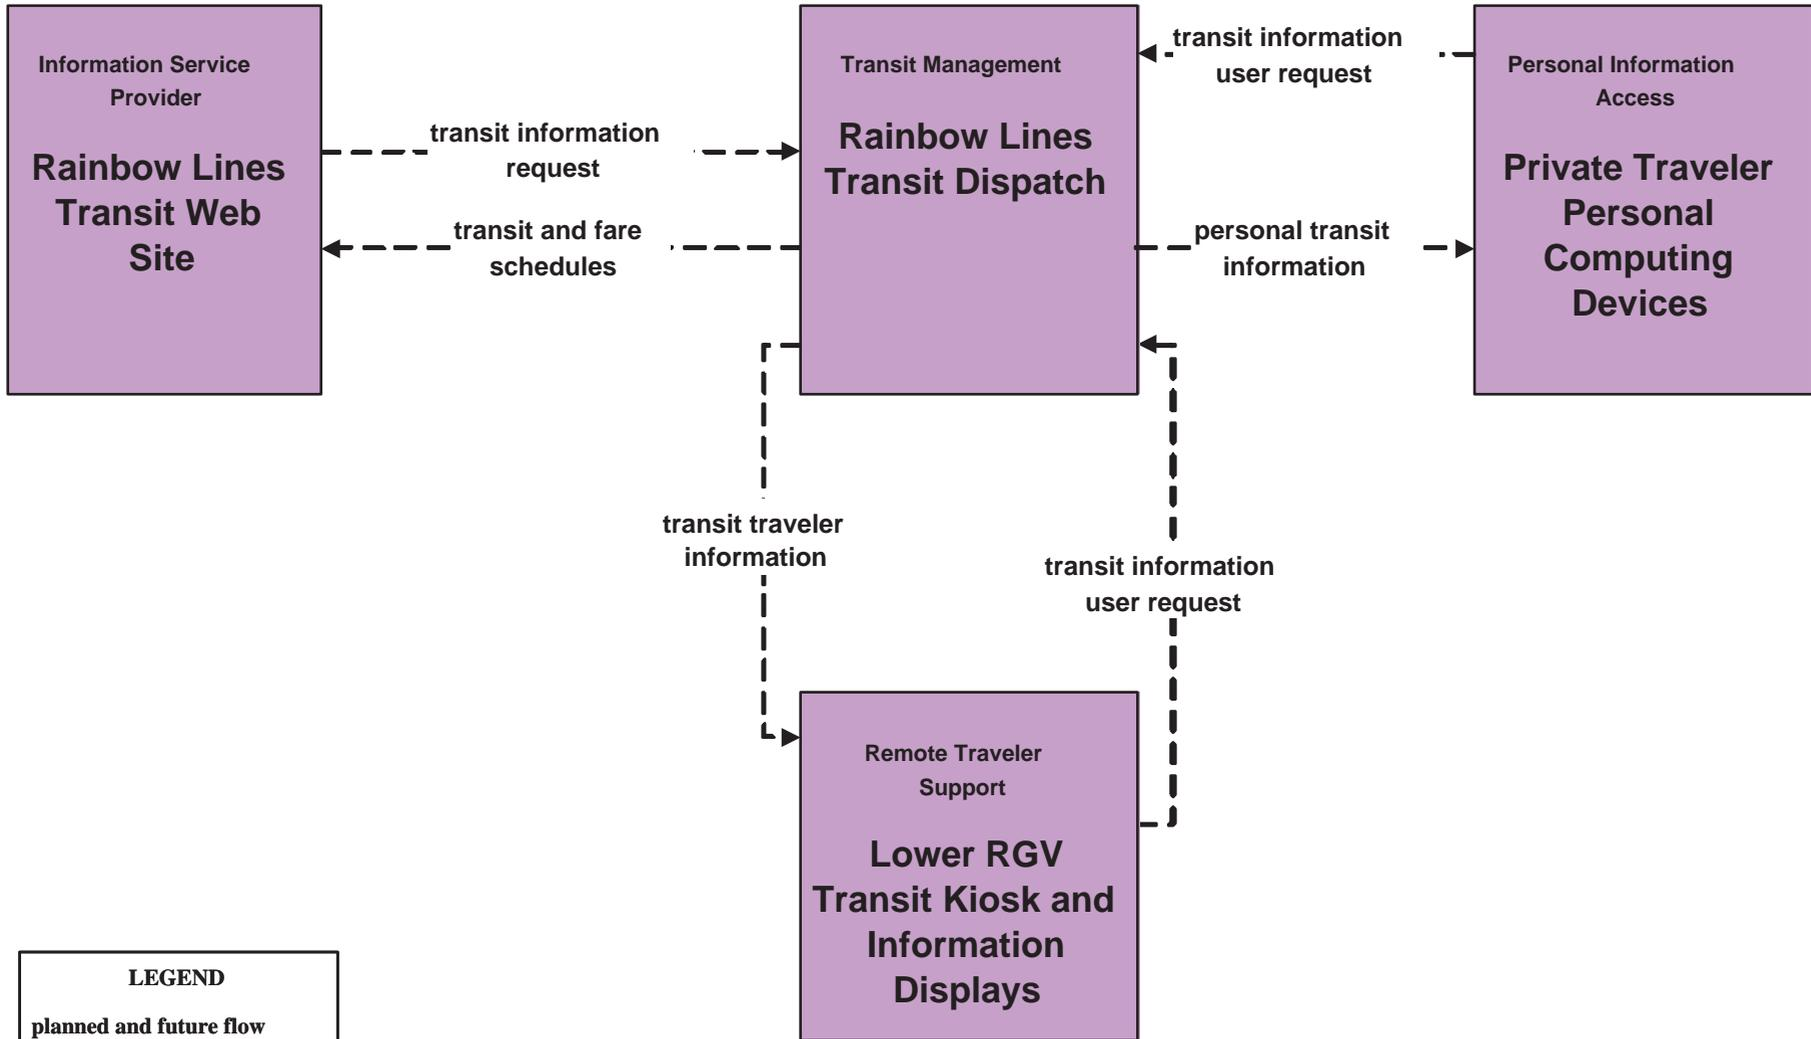 Information Service
Provider
Rainbow Lines
Transit Web
Site
transit information
request
transit and fare
schedules
Transit Management
Rainbow Lines
Transit Dispatch
transit information
user request
personal transit
information
Personal Information
Access
Private Traveler
Personal
Computing
Devices
transit traveler
information
transit information
user request
Remote Traveler
Support
Lower RGV
Transit Kiosk and
Information
Displays
LEGEND
planned and future flow